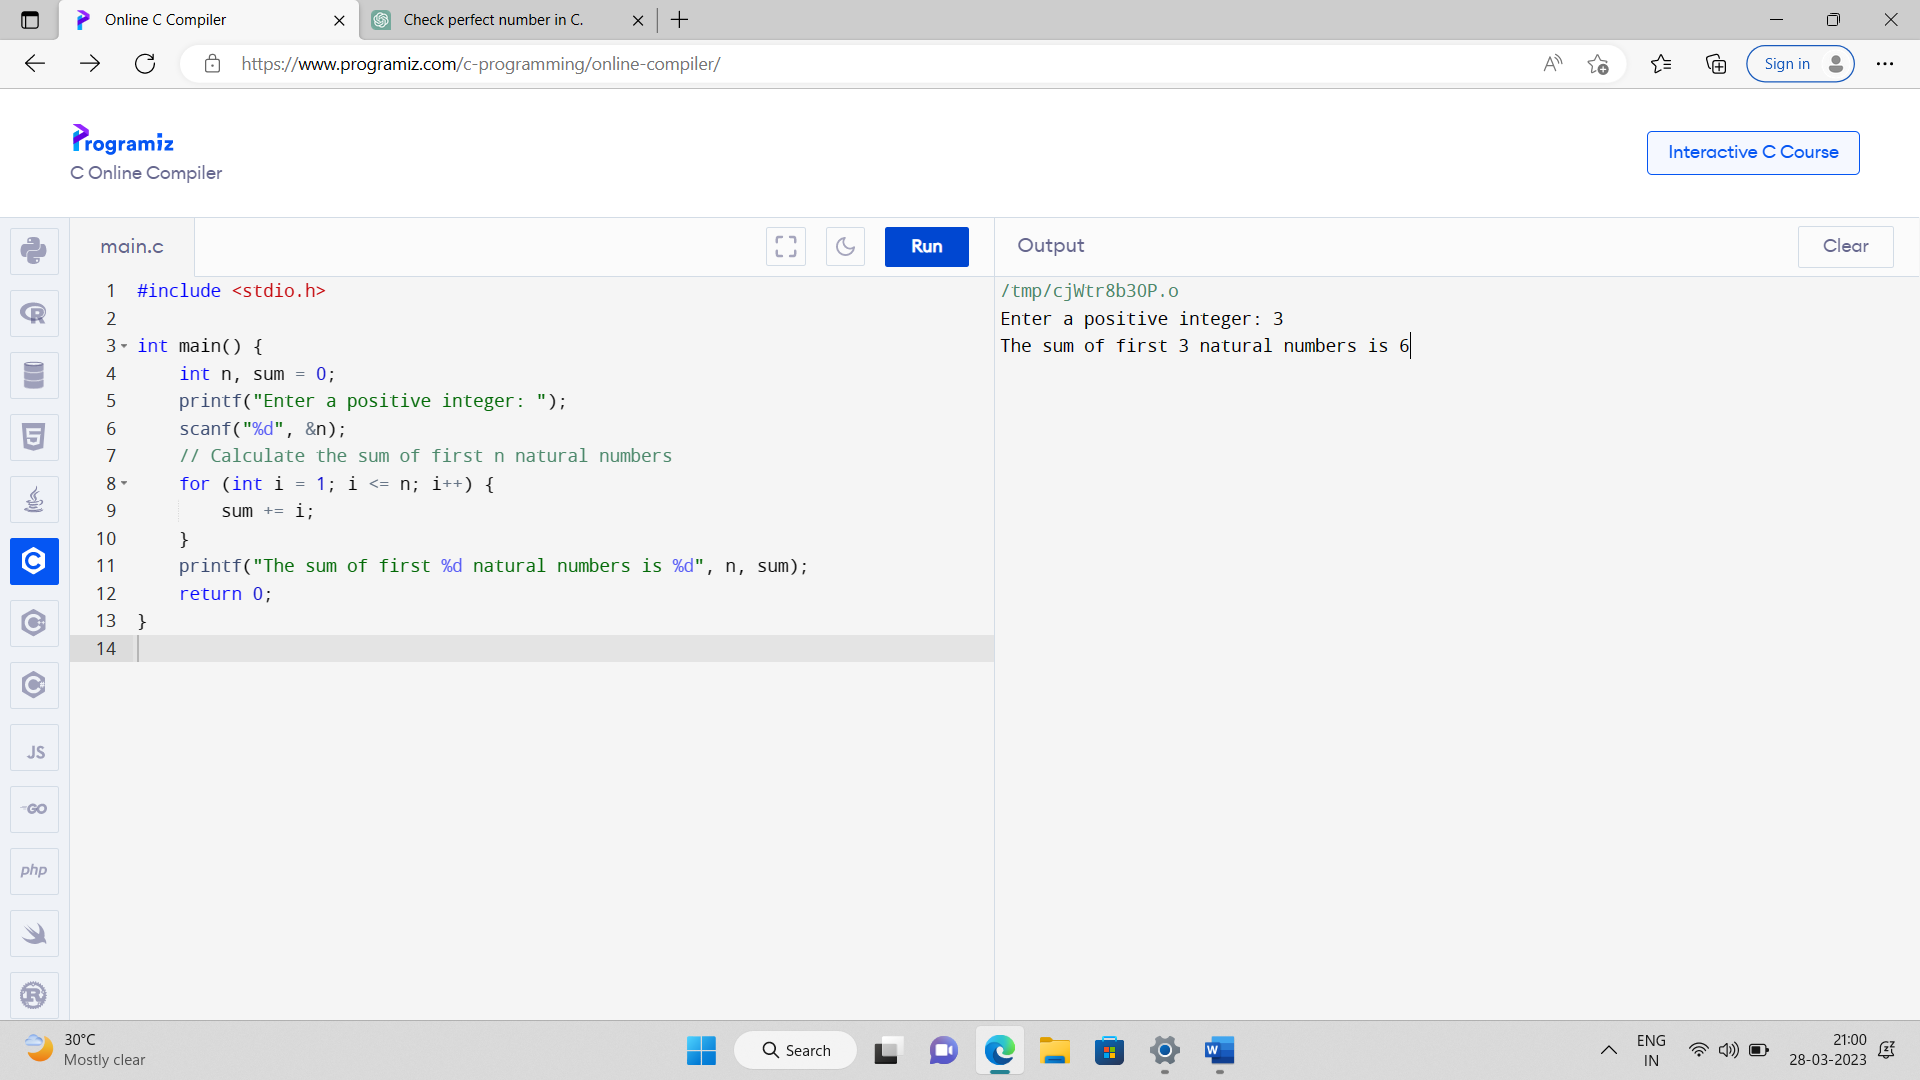 Online C Compiler
Check perfect number in C.
https://www.programiz.com/c-programming/online-compiler/
Sign in
Programiz
C Online Compiler
Interactive C Course
main.c
Run
Output
Clear
1 #include <stdio.h>
2
3 int main() {
4 int n, sum = 0;
5 printf("Enter a positive integer: ");
6 scanf("%d", &n);
7 // Calculate the sum of first n natural numbers
8 for (int i = 1; i <= n; i++) {
9 sum += i;
10 }
11 printf("The sum of first %d natural numbers is %d", n, sum);
12 return 0;
13 }
14
/tmp/cjWtr8b3OP.o
Enter a positive integer: 3
The sum of first 3 natural numbers is 6
R
5
C
JS
GO
php
R
30°C
Mostly clear
Search
W
ENG
IN
21:00
28-03-2023